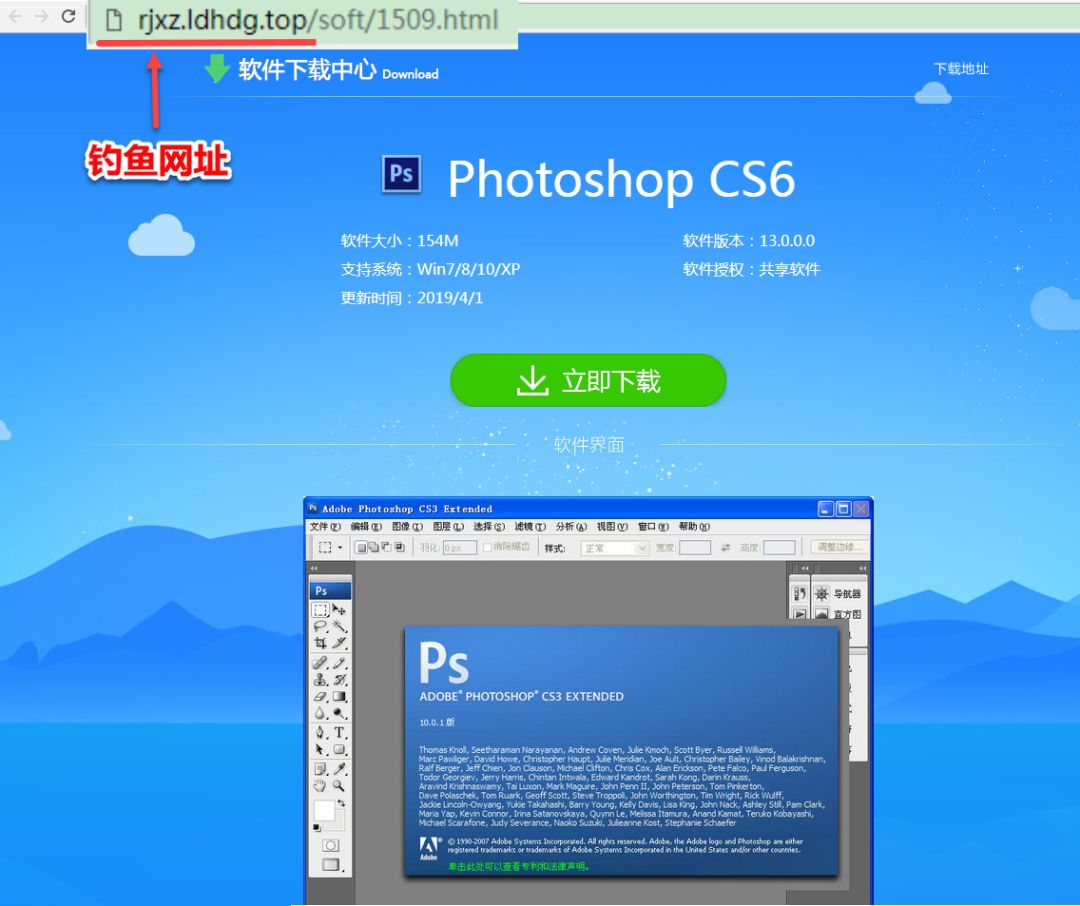 rjxz.ldhdg.top/soft/1509.html
软件下载中心 Download
下载地址
钓鱼网址
Ps
Photoshop CS6
软件大小：154M
软件版本：13.0.0.0
支持系统：Win7/8/10/XP
软件授权：共享软件
更新时间：2019/4/1
立即下载
软件界面
Ps Adobe Photoshop CS3 Extended
文件(F) 编辑(E) 图像(I) 图层(L) 选择(S) 滤镜(T) 分析(A) 视图(V) 窗口(W) 帮助(H)
羽化: 0 px 消除锯齿 样式: 正常 宽度: 高度: 调整边缘...
Ps
导航器
直方图
Ps
ADOBE® PHOTOSHOP® CS3 EXTENDED
10.0.1 版
Thomas Knoll, Seetharaman Narayanan, Andrew Coven, Julie Kmoch, Scott Byer, Russell Williams,
Marc Pawliger, David Howe, Christopher Haupt, Julie Meridian, Joe Ault, Christopher Bailey, Vinod Balakrishnan,
Ralf Berger, Jeff Chien, Jon Clauson, Michael Clifton, Chris Cox, Alan Erickson, Pete Falco, Paul Ferguson,
Todor Georgiev, Jerry Harris, Chintan Intwala, Edward Kandrot, Sarah Kong, Darin Krauss,
Aravind Krishnaswamy, Tai Luxon, Mark Maguire, John Penn II, John Peterson, Tom Pinkerton,
Dave Polaschek, Tom Ruark, Geoff Scott, Steve Troppoli, John Worthington, Tim Wright, Rick Wulff,
Jackie Lincoln-Owyang, Yukie Takahashi, Barry Young, Kelly Davis, Lisa King, John Nack, Ashley Still, Pam Clark,
Maria Yap, Kevin Connor, Irina Satanovskaya, Quynn Le, Melissa Itamura, Anand Kamat, Teruko Kobayashi,
Michael Scarafone, Judy Severance, Naoko Suzuki, Julieanne Kost, Stephanie Schaefer
Adobe
© 1990-2007 Adobe Systems Incorporated. All rights reserved. Adobe, the Adobe logo and Photoshop are either
registered trademarks or trademarks of Adobe Systems Incorporated in the United States and/or other countries.
单击此处可以查看专利和法律声明。